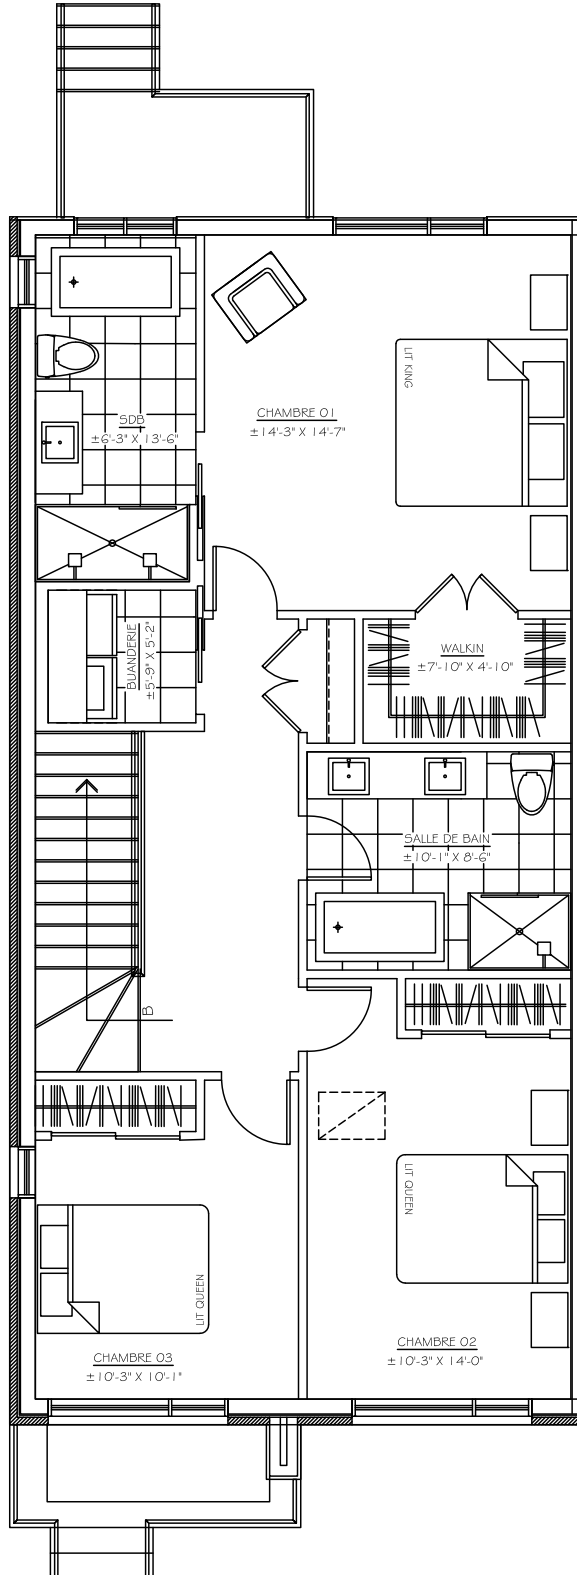 SDB
±6'-3" X 13'-6"
CHAMBRE 01
±14'-3" X 14'-7"
LIT KING
BUANDERIE
±5'-9" X 5'-2"
WALKIN
±7'-10" X 4'-10"
SALLE DE BAIN
±10'-1" X 8'-6"
B
LIT QUEEN
CHAMBRE 03
±10'-3" X 10'-1"
LIT QUEEN
CHAMBRE 02
±10'-3" X 14'-0"